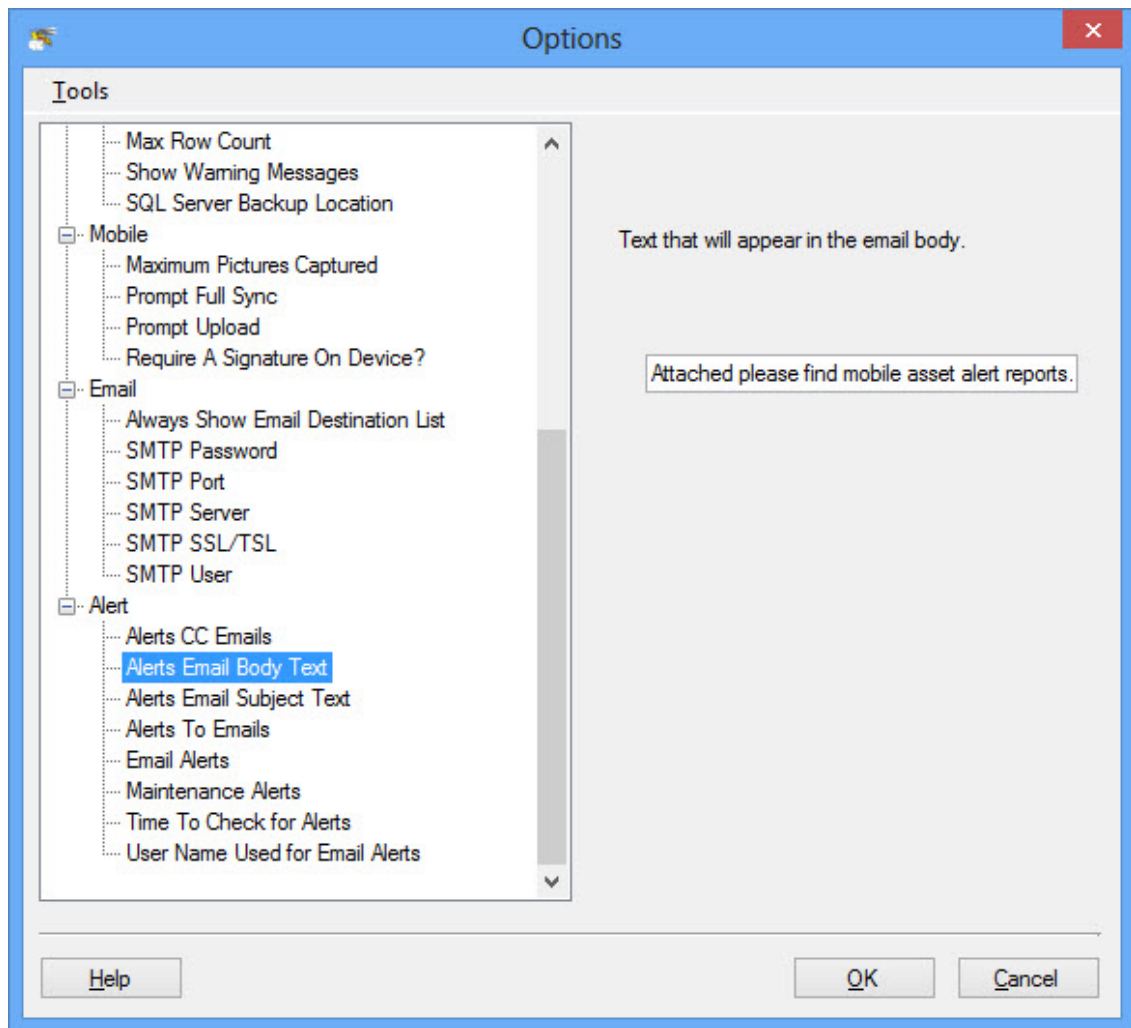 Options
Tools
Max Row Count
Show Warning Messages
SQL Server Backup Location
Mobile
Maximum Pictures Captured
Prompt Full Sync
Prompt Upload
Require A Signature On Device?
Email
Always Show Email Destination List
SMTP Password
SMTP Port
SMTP Server
SMTP SSL/TSL
SMTP User
Alert
Alerts CC Emails
Alerts Email Body Text
Alerts Email Subject Text
Alerts To Emails
Email Alerts
Maintenance Alerts
Time To Check for Alerts
User Name Used for Email Alerts
Text that will appear in the email body.
Attached please find mobile asset alert reports.
Help
OK
Cancel